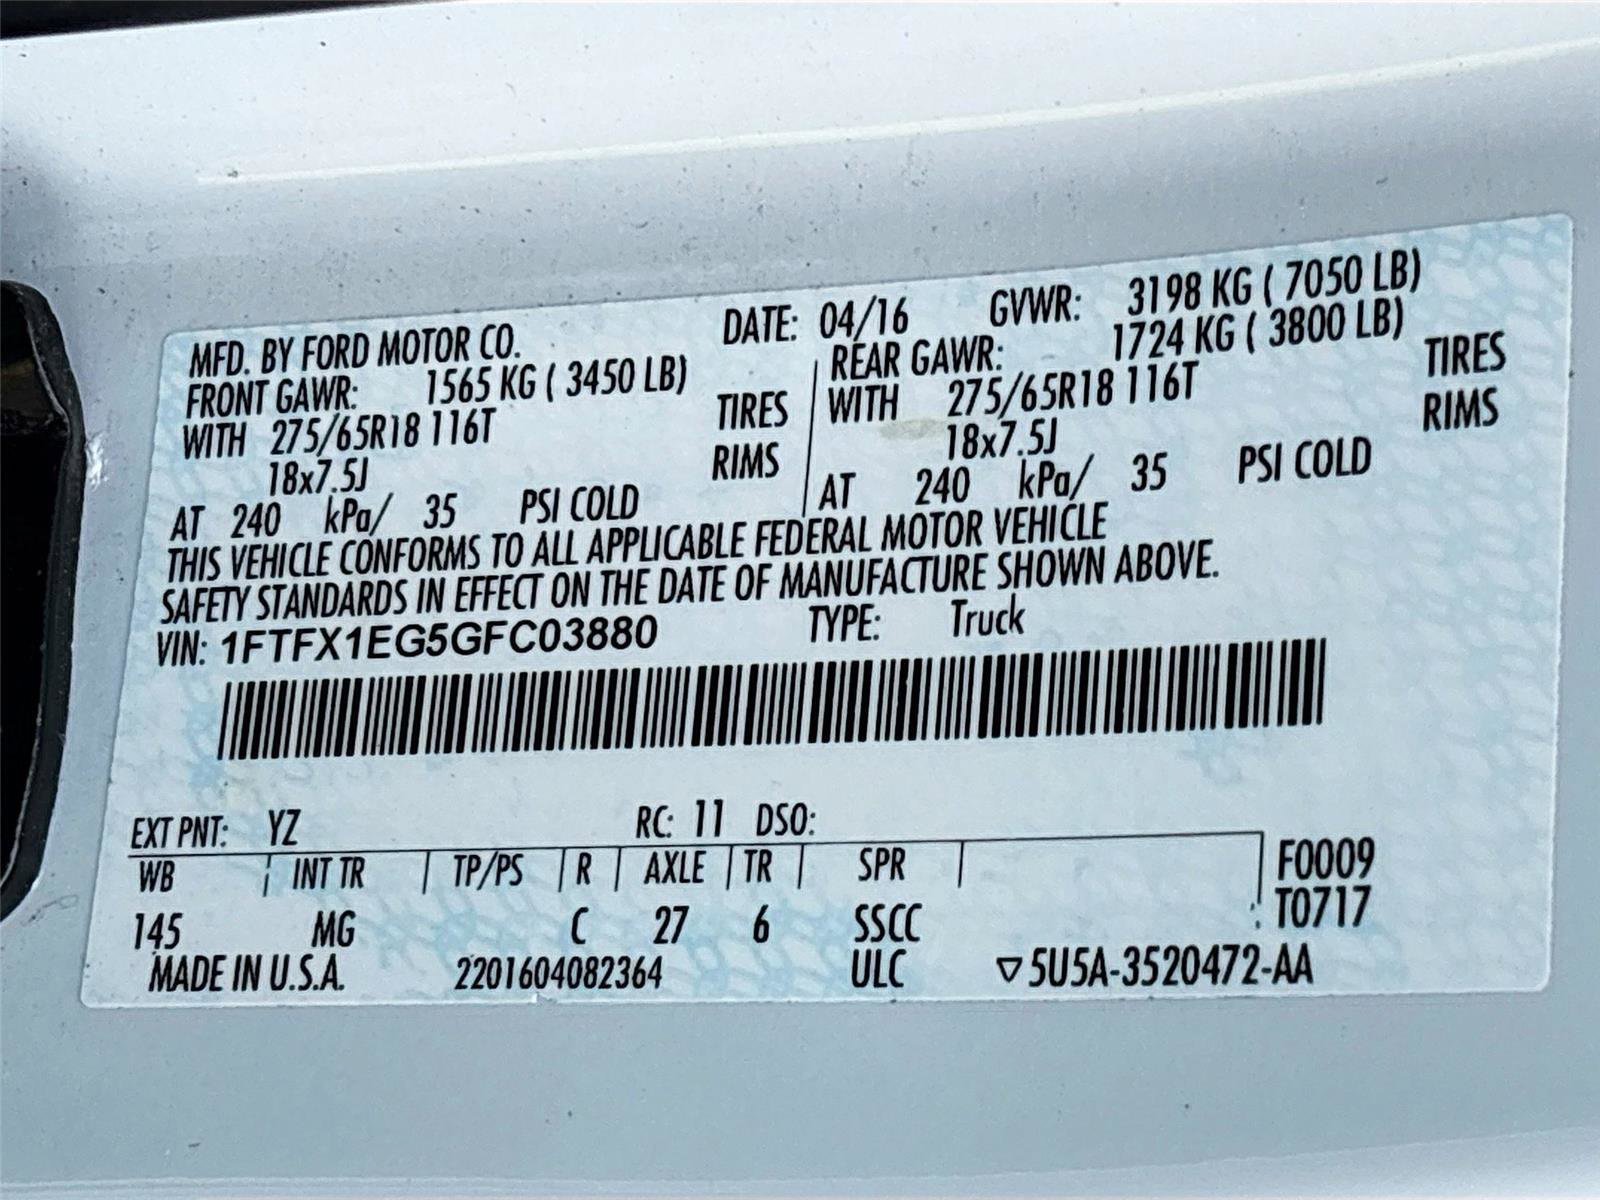 MFD. BY FORD MOTOR CO. DATE: 04/16 GVWR: 3198 KG ( 7050 LB)
FRONT GAWR: 1565 KG ( 3450 LB) REAR GAWR: 1724 KG ( 3800 LB)
WITH 275/65R18 116T TIRES WITH 275/65R18 116T TIRES
18x7.5J RIMS 18x7.5J RIMS
AT 240 kPa/ 35 PSI COLD AT 240 kPa/ 35 PSI COLD
THIS VEHICLE CONFORMS TO ALL APPLICABLE FEDERAL MOTOR VEHICLE
SAFETY STANDARDS IN EFFECT ON THE DATE OF MANUFACTURE SHOWN ABOVE.
VIN: 1FTFX1EG5GFC03880 TYPE: Truck
EXT PNT: YZ RC: 11 DSO:
WB INT TR TP/PS R AXLE TR SPR F0009
T0717
145 MG C 27 6 SSCC
MADE IN U.S.A. 2201604082364 ULC ▽5U5A-3520472-AA